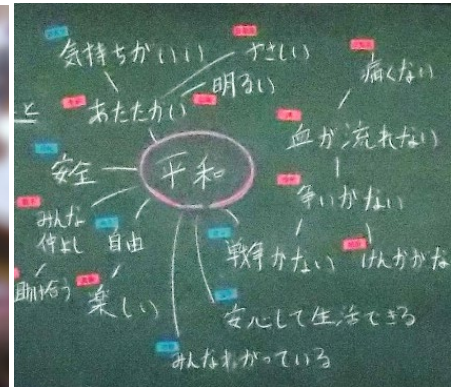 気持ちがいい
やさしい
明るい
痛くない
と
あたたかい
血が流れない
安全
平和
争いがない
みんな
仲よし
自由
戦争がない
けんかがな
助け合う
楽しい
安心して生活できる
みんな
がっている